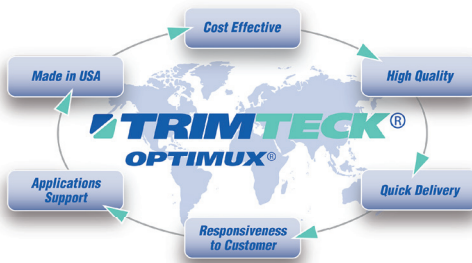 Cost Effective
Made in USA
High Quality
TRIMTECK®
OPTIMUX®
Applications
Support
Quick Delivery
Responsiveness
to Customer